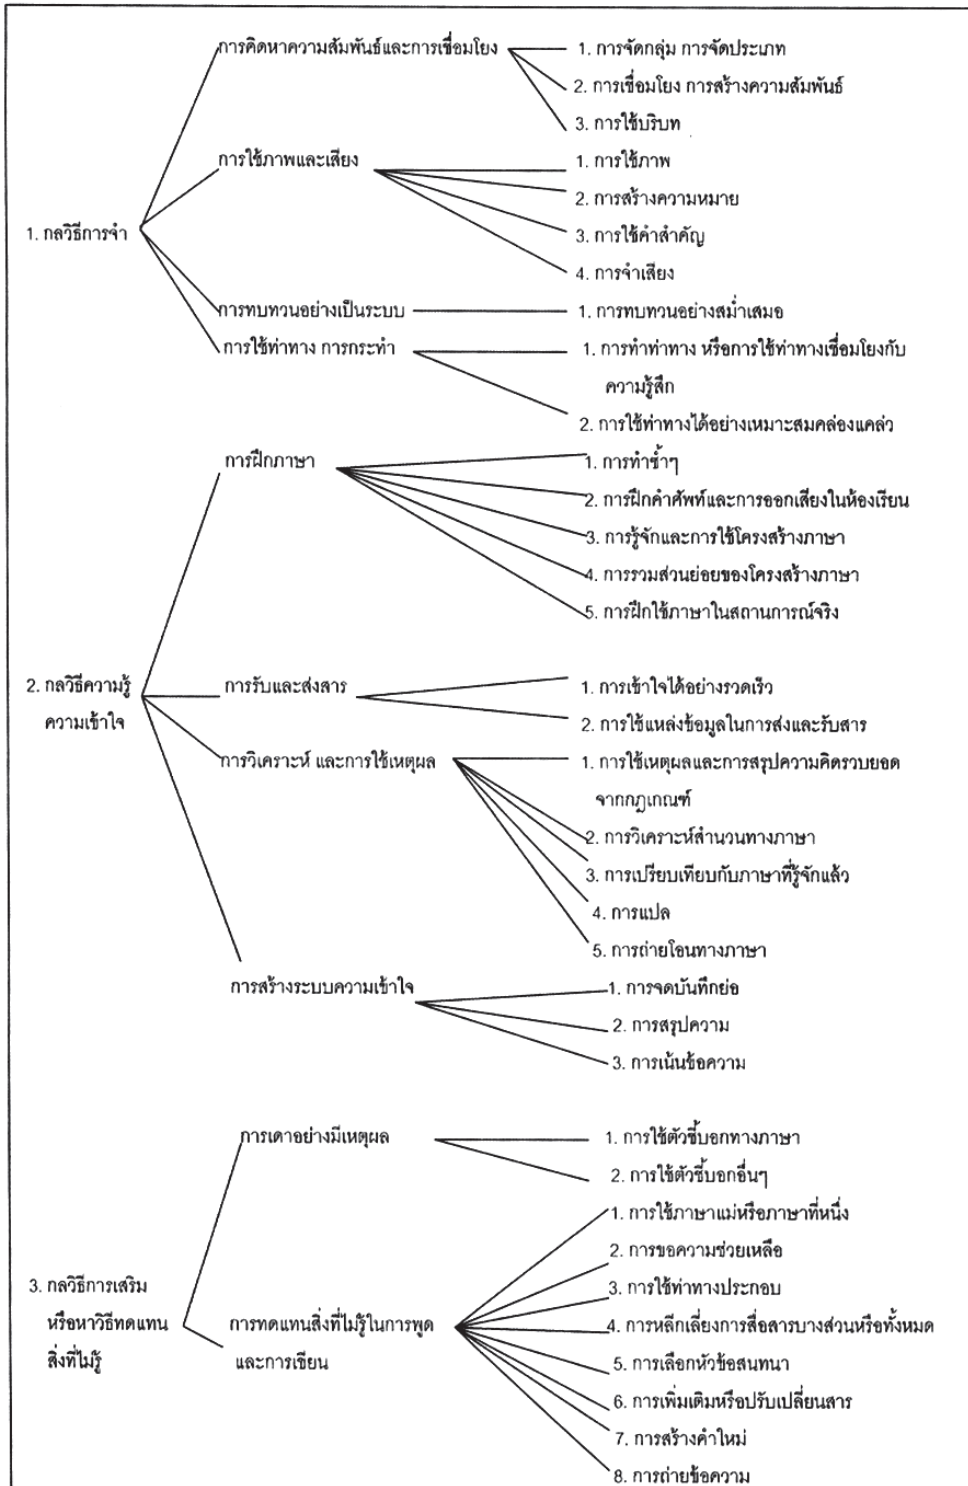 การคิดหาความสัมพันธ์และการเชื่อมโยง
1. การจัดกลุ่ม การจัดประเภท
2. การเชื่อมโยง การสร้างความสัมพันธ์
3. การใช้บริบท
การใช้ภาพและเสียง
1. การใช้ภาพ
2. การสร้างความหมาย
3. การใช้คำสำคัญ
4. การจำเสียง
1. กลวิธีการจำ
การทบทวนอย่างเป็นระบบ
1. การทบทวนอย่างสม่ำเสมอ
การใช้ท่าทาง การกระทำ
1. การทำท่าทาง หรือการใช้ท่าทางเชื่อมโยงกับ
ความรู้สึก
2. การใช้ท่าทางได้อย่างเหมาะสมคล่องแคล่ว
การฝึกภาษา
1. การทำซ้ำๆ
2. การฝึกคำศัพท์และการออกเสียงในห้องเรียน
3. การรู้จักและการใช้โครงสร้างภาษา
4. การรวมส่วนย่อยของโครงสร้างภาษา
5. การฝึกใช้ภาษาในสถานการณ์จริง
2. กลวิธีความรู้
ความเข้าใจ
การรับและส่งสาร
1. การเข้าใจได้อย่างรวดเร็ว
2. การใช้แหล่งข้อมูลในการส่งและรับสาร
การวิเคราะห์ และการใช้เหตุผล
1. การใช้เหตุผลและการสรุปความคิดรวบยอด
จากกฎเกณฑ์
2. การวิเคราะห์สำนวนทางภาษา
3. การเปรียบเทียบกับภาษาที่รู้จักแล้ว
4. การแปล
5. การถ่ายโอนทางภาษา
การสร้างระบบความเข้าใจ
1. การจดบันทึกย่อ
2. การสรุปความ
3. การเน้นข้อความ
การเดาอย่างมีเหตุผล
1. การใช้ตัวชี้บอกทางภาษา
2. การใช้ตัวชี้บอกอื่นๆ
3. กลวิธีการเสริม
หรือหาวิธีทดแทน
สิ่งที่ไม่รู้
การทดแทนสิ่งที่ไม่รู้ในการพูด
และการเขียน
1. การใช้ภาษาแม่หรือภาษาที่หนึ่ง
2. การขอความช่วยเหลือ
3. การใช้ท่าทางประกอบ
4. การหลีกเลี่ยงการสื่อสารบางส่วนหรือทั้งหมด
5. การเลือกหัวข้อสนทนา
6. การเพิ่มเติมหรือปรับเปลี่ยนสาร
7. การสร้างคำใหม่
8. การถ่ายข้อความ